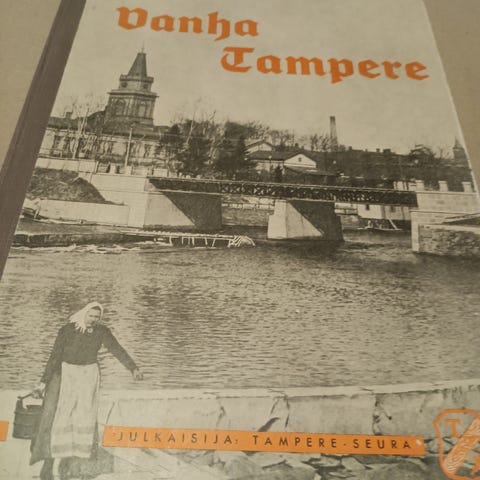 Vanha
Tampere
JULKAISIJA: TAMPERE-SEURA
T